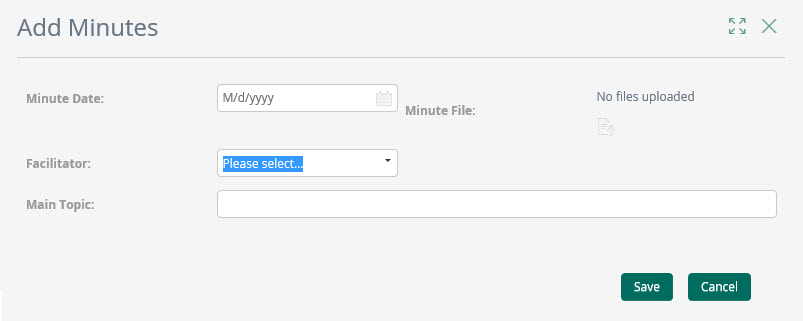 Add Minutes
Minute Date:
M/d/yyyy
Minute File:
No files uploaded
Facilitator:
Please select...
Main Topic:
Save
Cancel